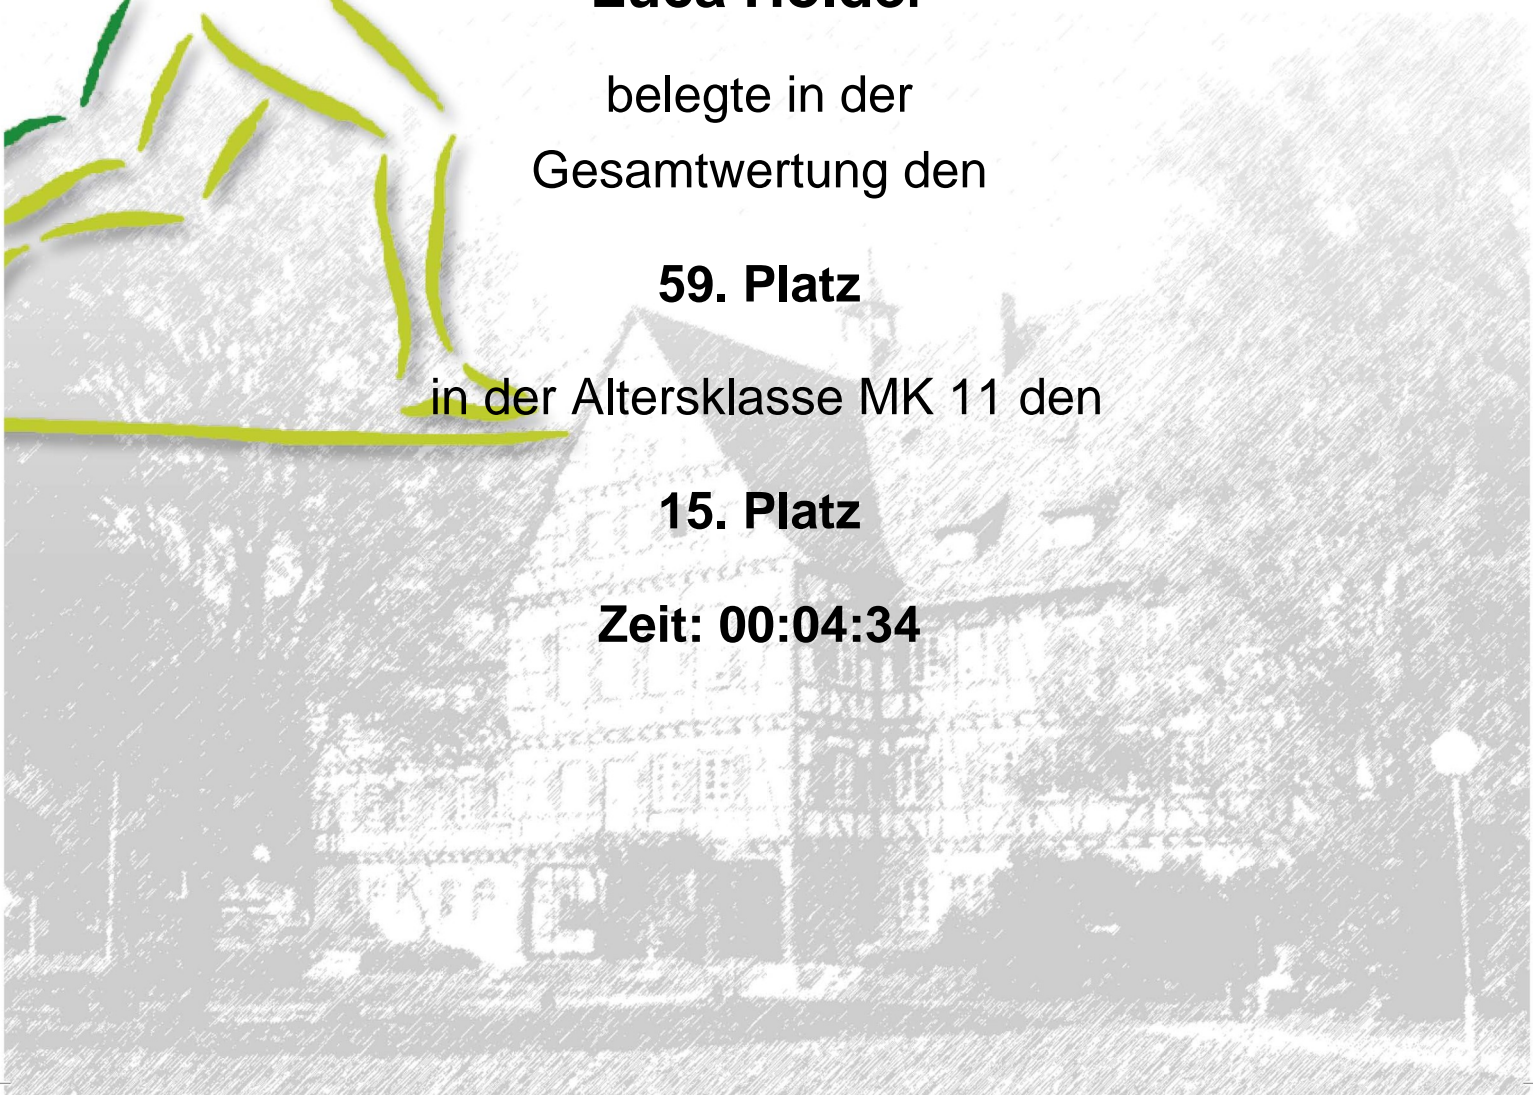 Luca
belegte in der
Gesamtwertung den
59. Platz
in der Altersklasse MK 11 den
15. Platz
Zeit: 00:04:34